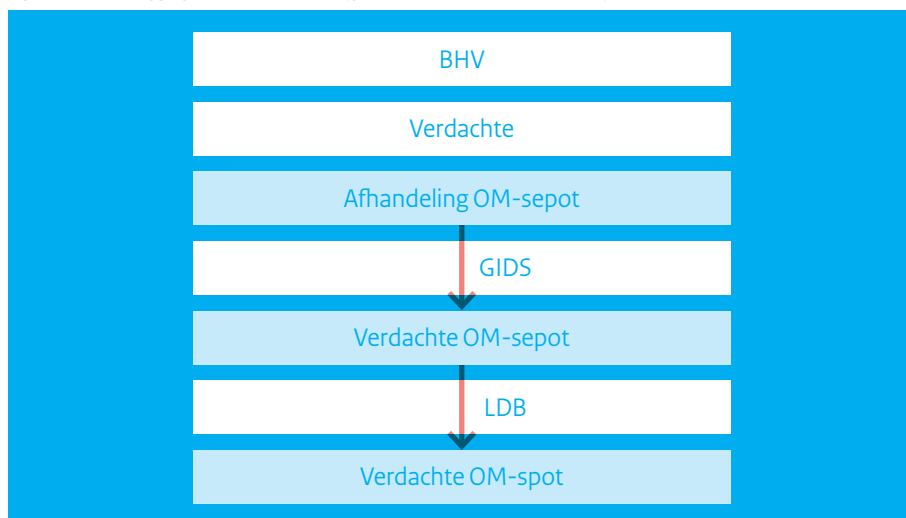 BHV
Verdachte
Afhandeling OM-sepot
GIDS
Verdachte OM-sepot
LDB
Verdachte OM-spot